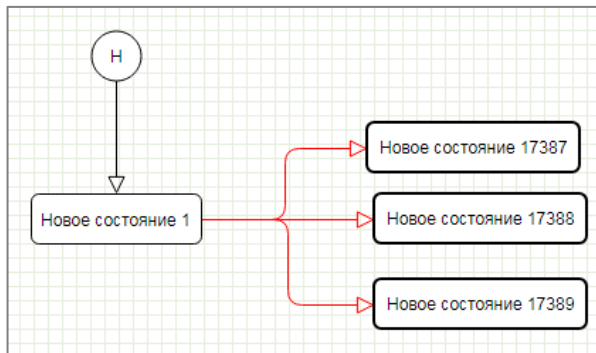 Н
Новое состояние 17387
Новое состояние 1
Новое состояние 17388
Новое состояние 17389